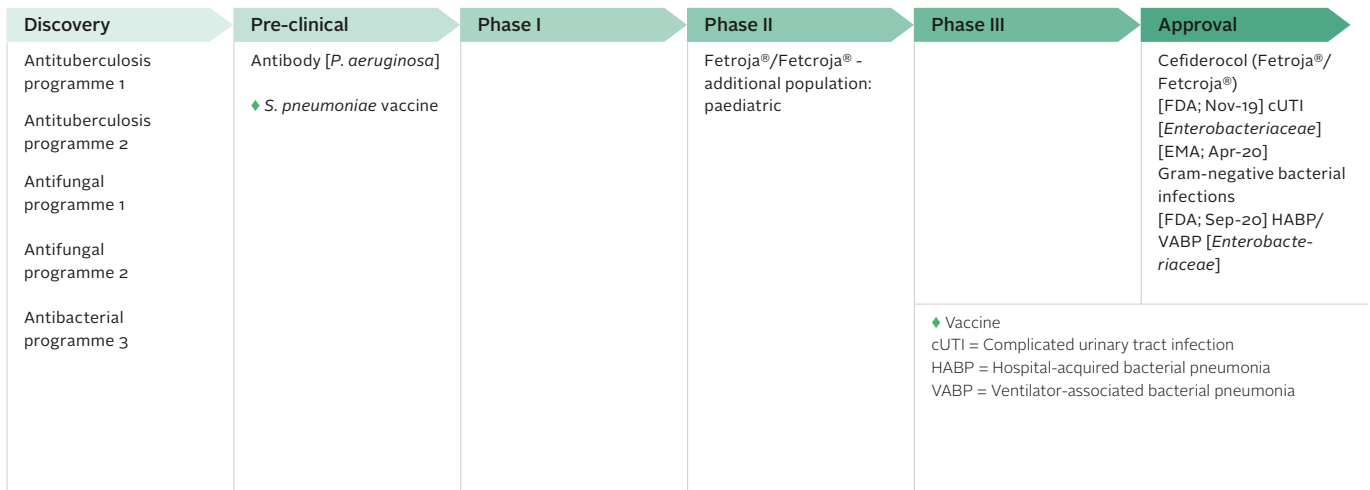 Discovery
Pre-clinical
Phase I
Phase II
Phase III
Approval
Antituberculosis
programme 1
Antituberculosis
programme 2
Antifungal
programme 1
Antifungal
programme 2
Antibacterial
programme 3
Antibody [P. aeruginosa]
♦ S. pneumoniae vaccine
Fetroja®/Fetcroja® -
additional population:
paediatric
Cefiderocol (Fetroja®/
Fetcroja®)
[FDA; Nov-19] cUTI
[Enterobacteriaceae]
[EMA; Apr-20]
Gram-negative bacterial
infections
[FDA; Sep-20] HABP/
VABP [Enterobacte-
riaceae]
♦ Vaccine
cUTI = Complicated urinary tract infection
HABP = Hospital-acquired bacterial pneumonia
VABP = Ventilator-associated bacterial pneumonia